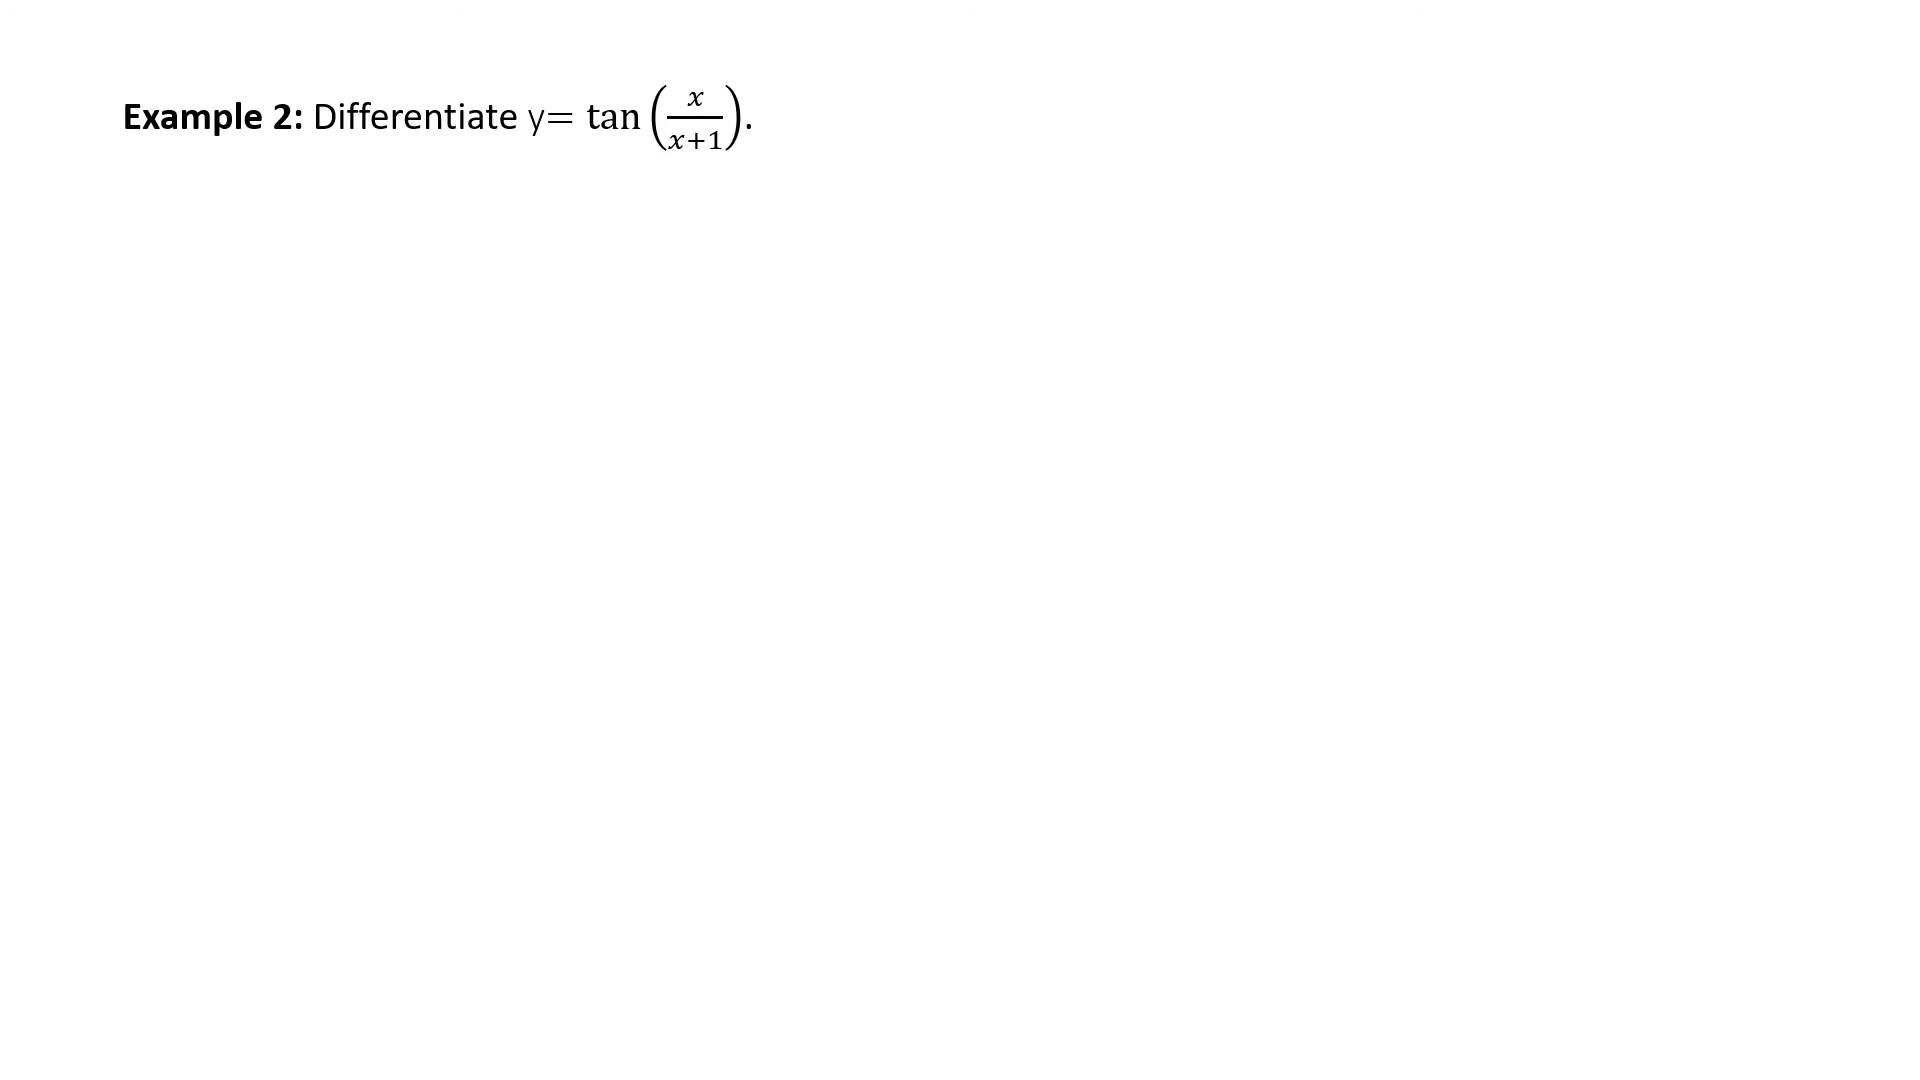 Example 2: Differentiate y= tan (x/(x+1)).